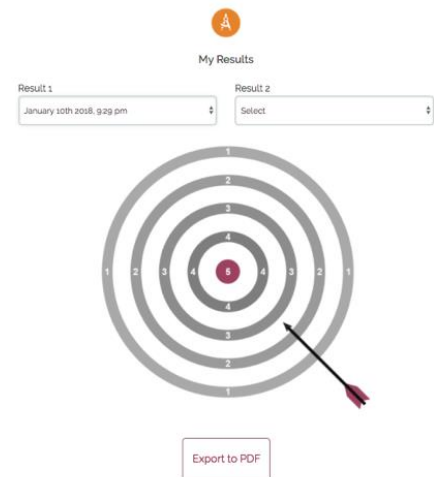 My Results
Result 1 Result 2
January 10th 2018, 9:29 pm Select
1
2
3
4
1 2 3 4 5 4 3 2 1
4
3
2
1
Export to PDF